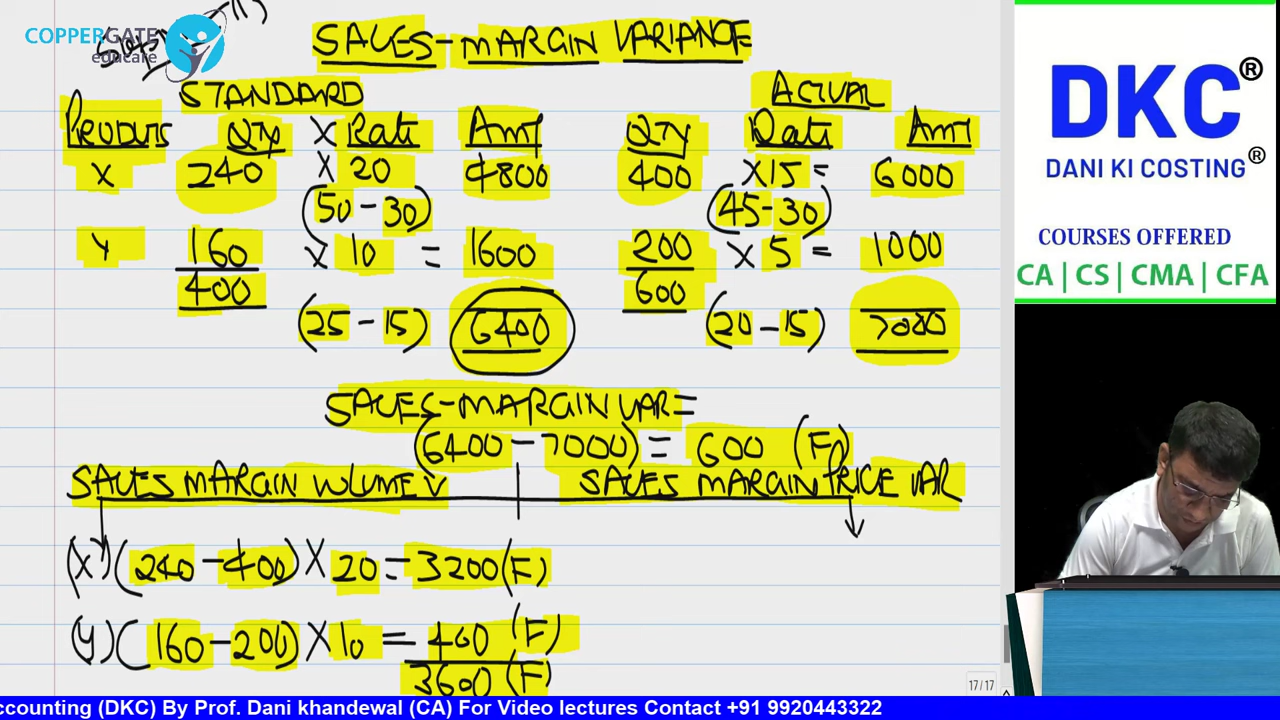 COPPERGATE
educare
SALES-MARGIN VARIANCE
STANDARD ACTUAL
PRODUTS QTY X Rate AMT QTY Rate AMT
X 240 X 20 4800 400 X15 = 6000
(50 - 30) (45-30)
Y 160 X 10 = 1600 200 X 5 = 1000
400 600
(25 - 15) 6400 (20 - 15) 7000
SALES-MARGIN VAR =
(6400 - 7000) = 600 (F)
SALES MARGIN VOLUME V SALES MARGIN PRICE VAR
(X) (240 - 400) X 20 = 3200 (F)
(Y) (160 - 200) X 10 = 400 (F)
3600 (F)
17/17
DKC®
DANI KI COSTING®
COURSES OFFERED
CA | CS | CMA | CFA
ccounting (DKC) By Prof. Dani khandewal (CA) For Video lectures Contact +91 9920443322